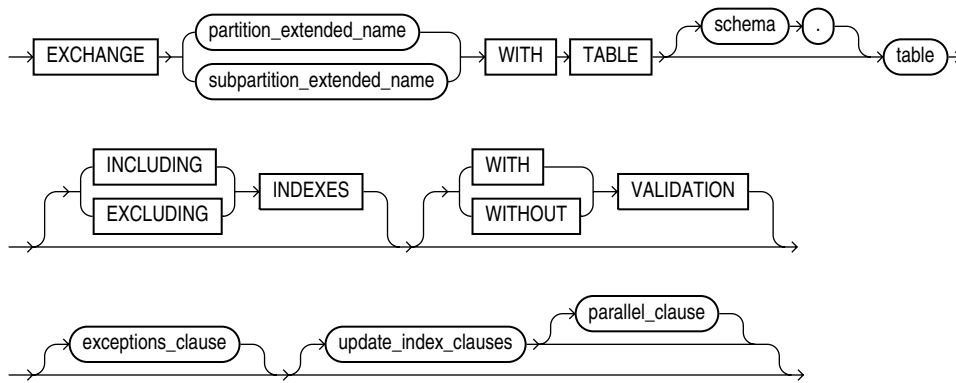 schema .
partition_extended_name
EXCHANGE WITH TABLE table
subpartition_extended_name
INCLUDING WITH
INDEXES VALIDATION
EXCLUDING WITHOUT
parallel_clause
exceptions_clause update_index_clauses